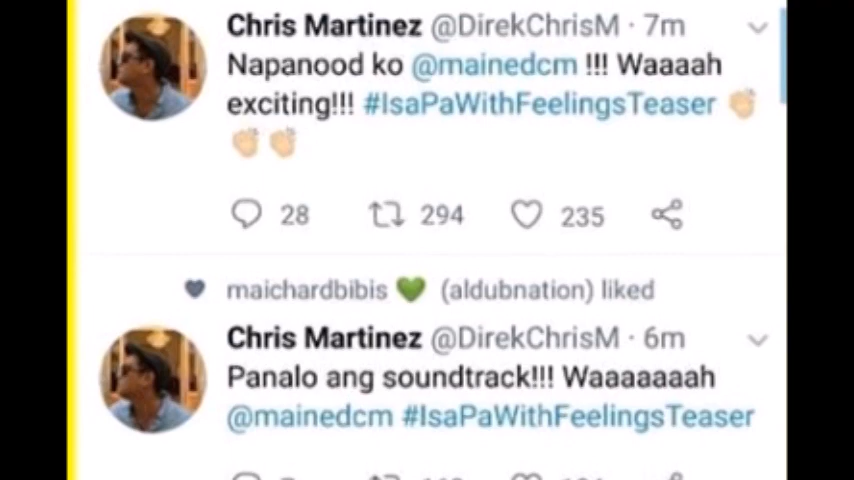 Chris Martinez @DirekChrisM · 7m
Napanood ko @mainedcm !!! Waaaah
exciting!!! #IsaPaWithFeelingsTeaser 👏🏻
👏🏻👏🏻
28 294 235
maichardbibis 💚 (aldubnation) liked
Chris Martinez @DirekChrisM · 6m
Panalo ang soundtrack!!! Waaaaaaah
@mainedcm #IsaPaWithFeelingsTeaser